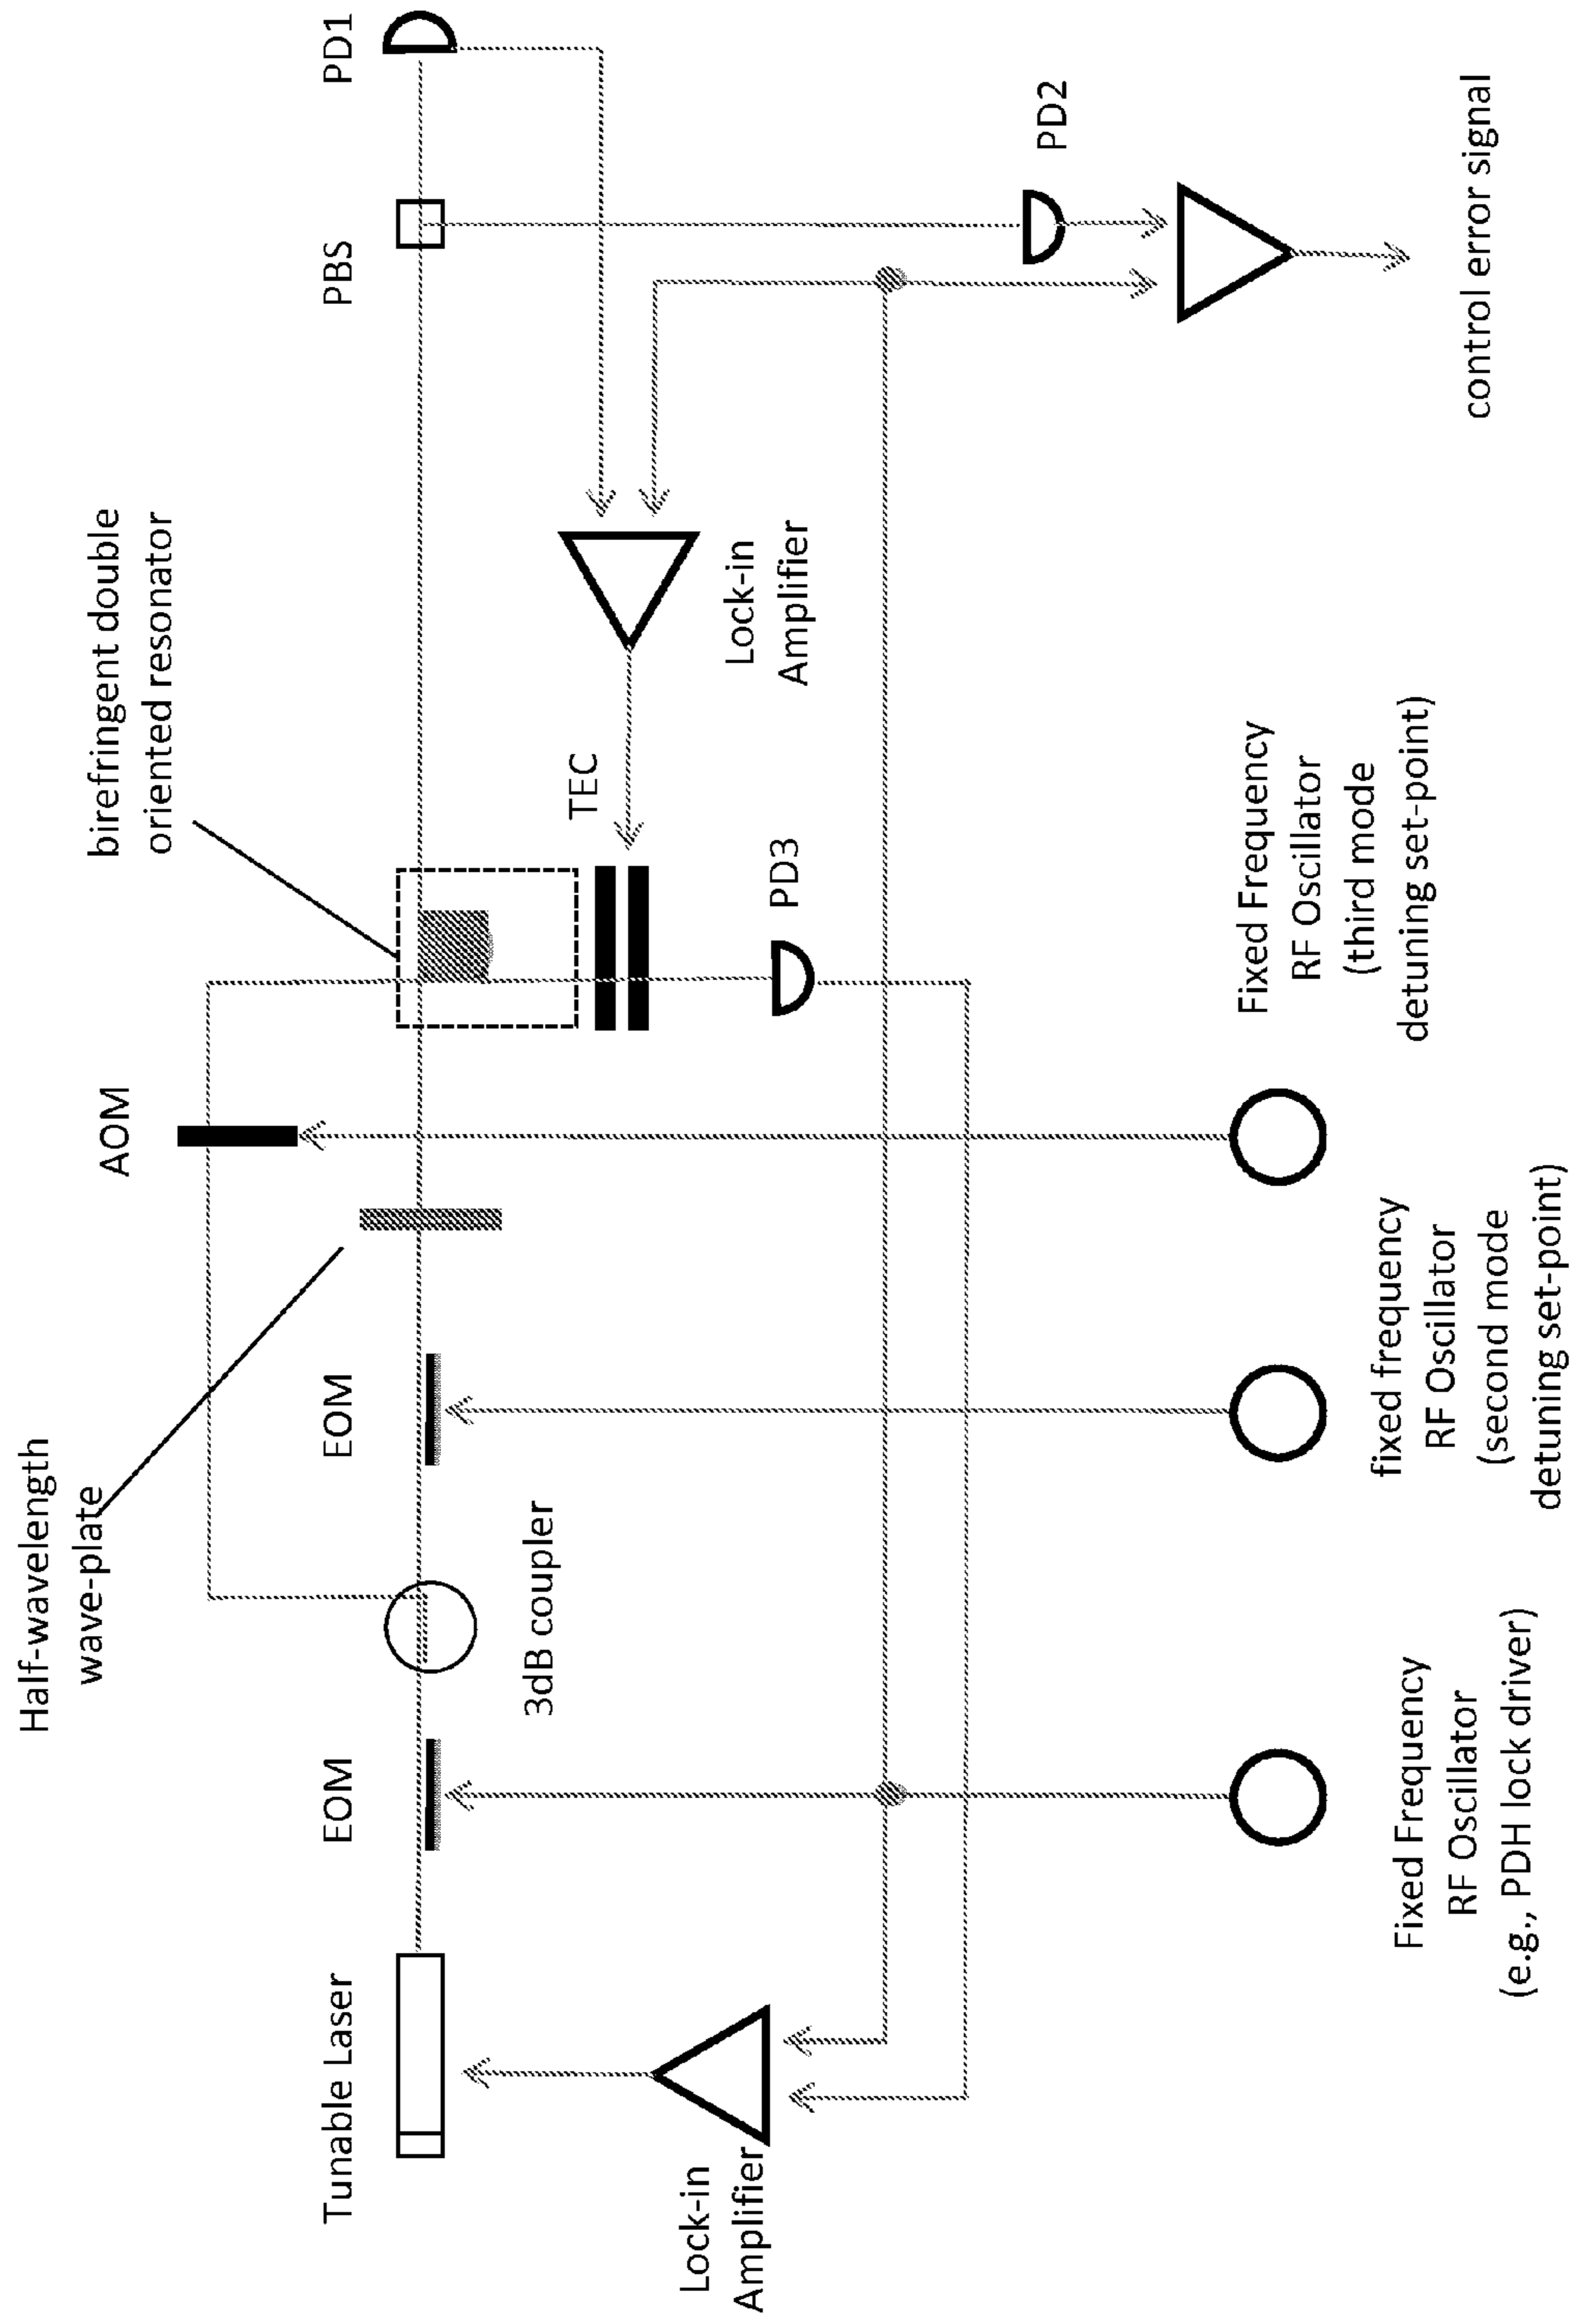 Half-wavelength
wave-plate
AOM
birefringent double
oriented resonator
Tunable Laser
EOM
EOM
PBS
PD1
3dB coupler
TEC
Lock-in
Amplifier
Lock-in
Amplifier
PD3
PD2
Fixed Frequency
RF Oscillator
(e.g., PDH lock driver)
fixed frequency
RF Oscillator
(second mode
detuning set-point)
Fixed Frequency
RF Oscillator
(third mode
detuning set-point)
control error signal